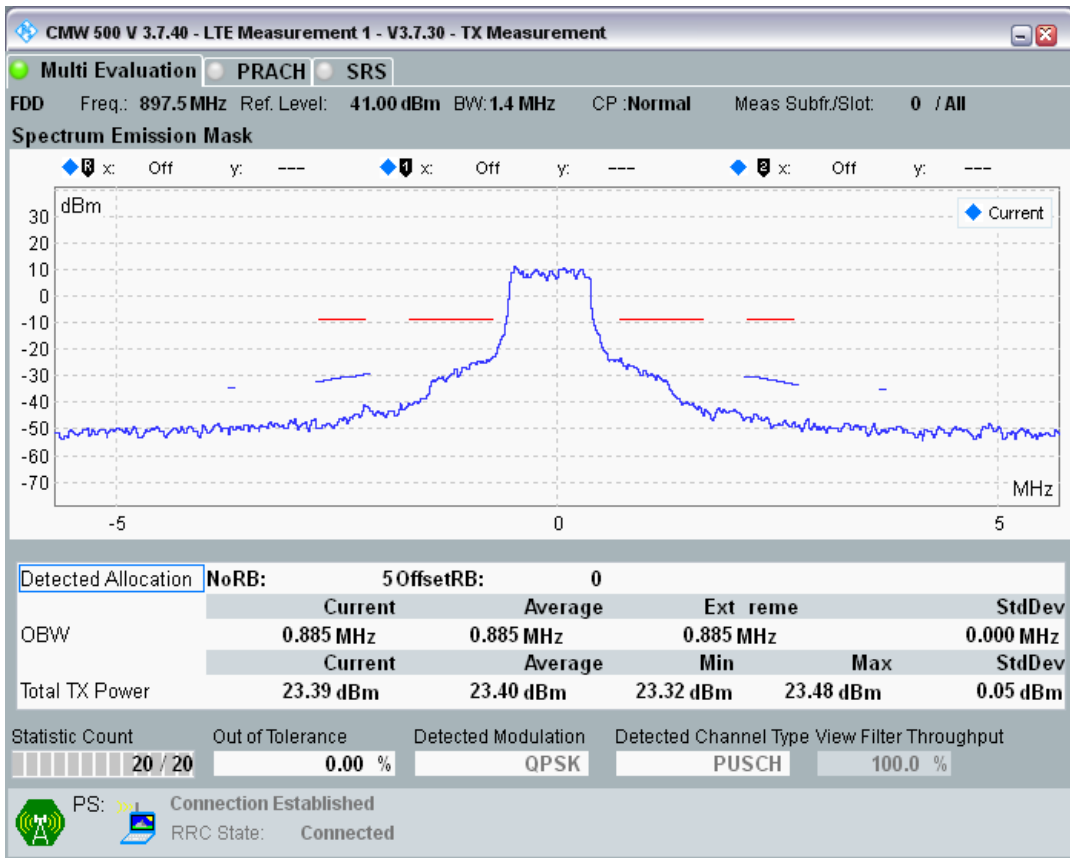 CMW 500 V 3.7.40 - LTE Measurement 1 - V3.7.30 - TX Measurement
Multi Evaluation PRACH SRS
FDD Freq.: 897.5 MHz Ref. Level: 41.00 dBm BW: 1.4 MHz CP :Normal Meas Subfr./Slot: 0 / All
Spectrum Emission Mask
R x: Off y: --- 1 x: Off y: --- 2 x: Off y: ---
dBm
Current
30
20
10
0
-10
-20
-30
-40
-50
-60
-70
MHz
-5 0 5
Detected Allocation NoRB: 5 OffsetRB: 0
Current Average Ext reme StdDev
OBW 0.885 MHz 0.885 MHz 0.885 MHz 0.000 MHz
Current Average Min Max StdDev
Total TX Power 23.39 dBm 23.40 dBm 23.32 dBm 23.48 dBm 0.05 dBm
Statistic Count Out of Tolerance Detected Modulation Detected Channel Type View Filter Throughput
20 / 20 0.00 % QPSK PUSCH 100.0 %
PS: Connection Established
RRC State: Connected